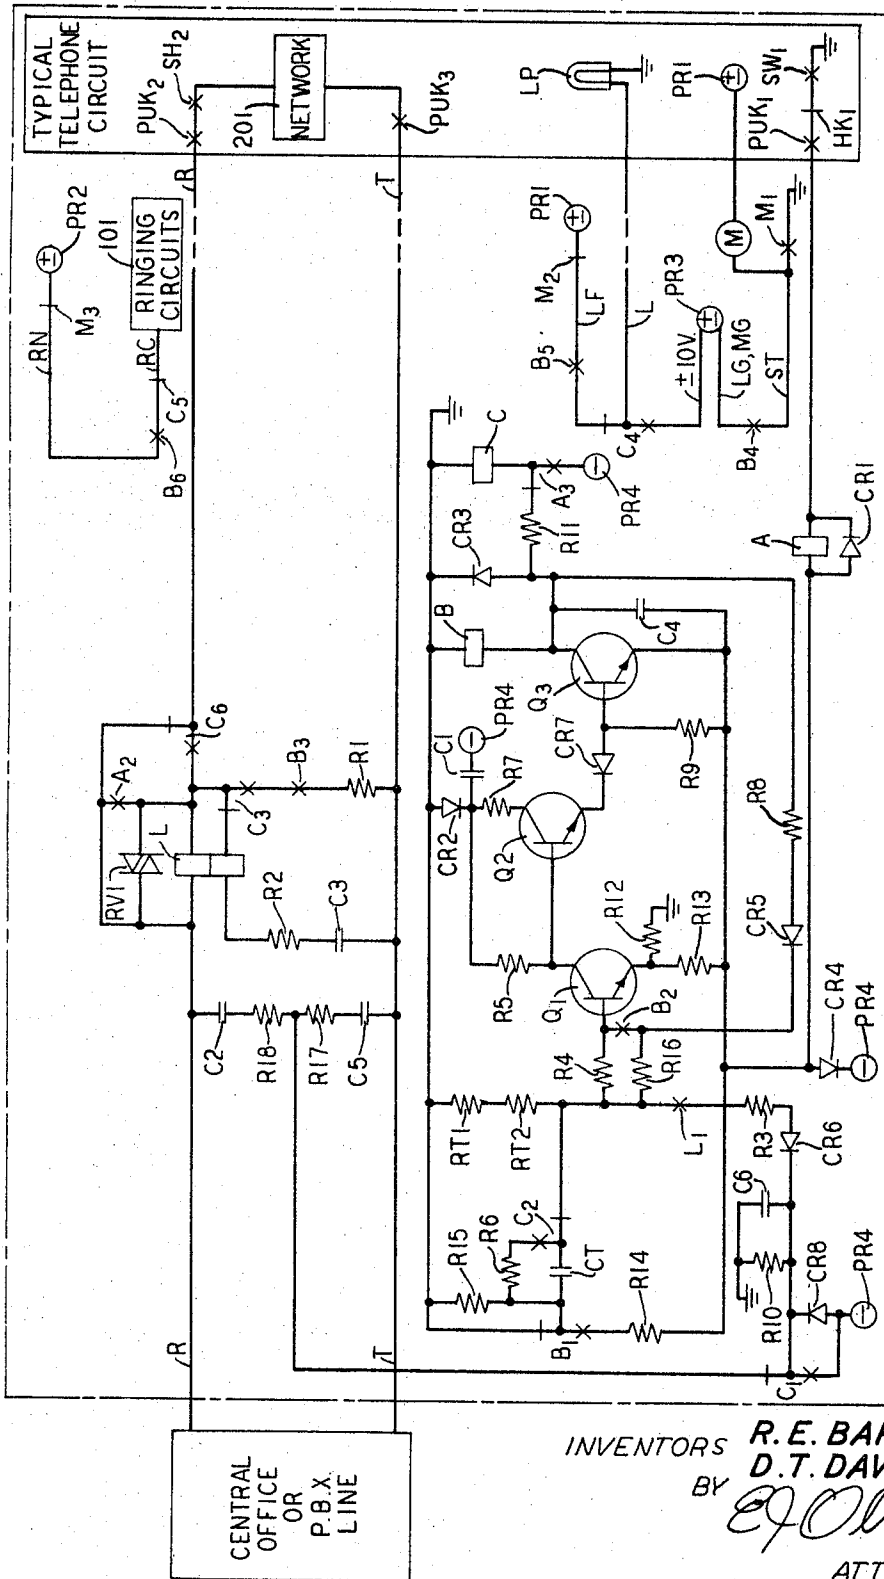 TYPICAL
TELEPHONE
CIRCUIT
PUK2
SH2
201
NETWORK
PUK3
LP
PR1
PUK1
SW1
HK1
R
T
RN
M3
PR2
101
RINGING
CIRCUITS
RC
C5
B6
PR1
M2
LF
B5
L
C4
±10V.
PR3
LG, MG
B4
ST
M
M1
A
CR1
C
A3
PR4
R11
CR3
B
C4
Q3
CR7
R9
C1
PR4
CR2
R7
Q2
R8
CR5
R5
Q1
R12
R13
B2
R4
R16
CR4
PR4
RT1
RT2
L1
R3
CR6
C2
R6
R15
CT
C6
B1
R14
R10
CR8
PR4
C1
C6
A2
L
RV1
C3
B3
R1
R2
C3
C2
R18
R17
C5
R
T
CENTRAL
OFFICE
OR
P.B.X
LINE
INVENTORS
BY